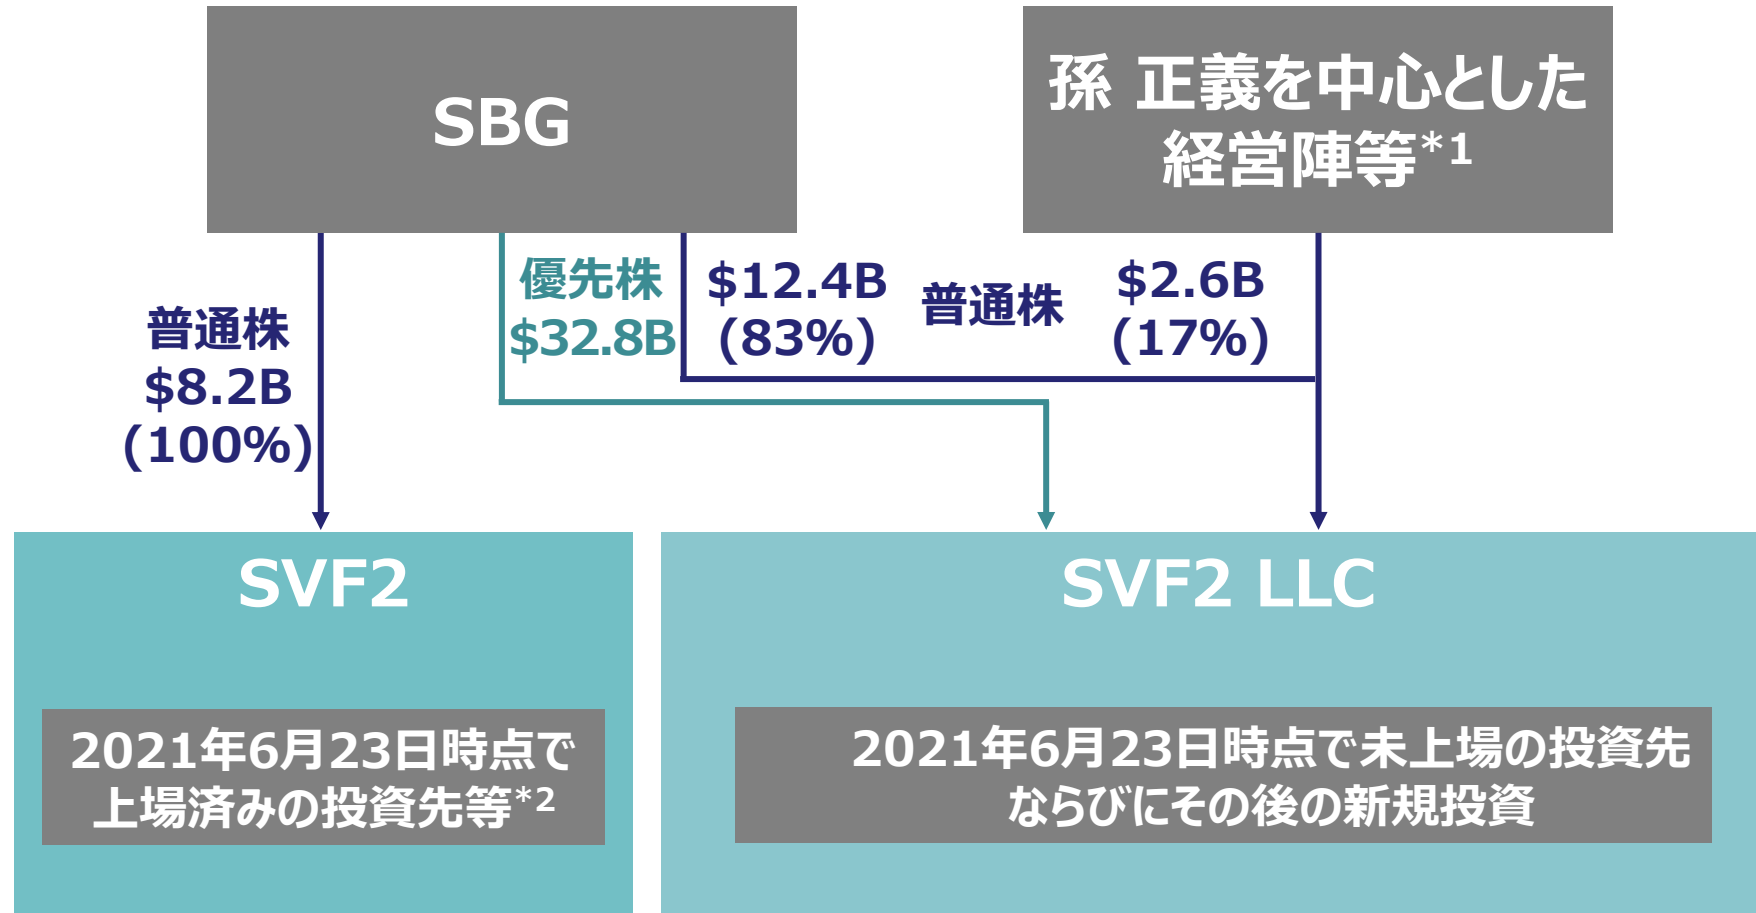 SBG
孫 正義を中心とした
経営陣等*1
普通株
$8.2B
(100%)
優先株
$32.8B
$12.4B
(83%)
普通株
$2.6B
(17%)
SVF2
2021年6月23日時点で
上場済みの投資先等*2
SVF2 LLC
2021年6月23日時点で未上場の投資先
ならびにその後の新規投資